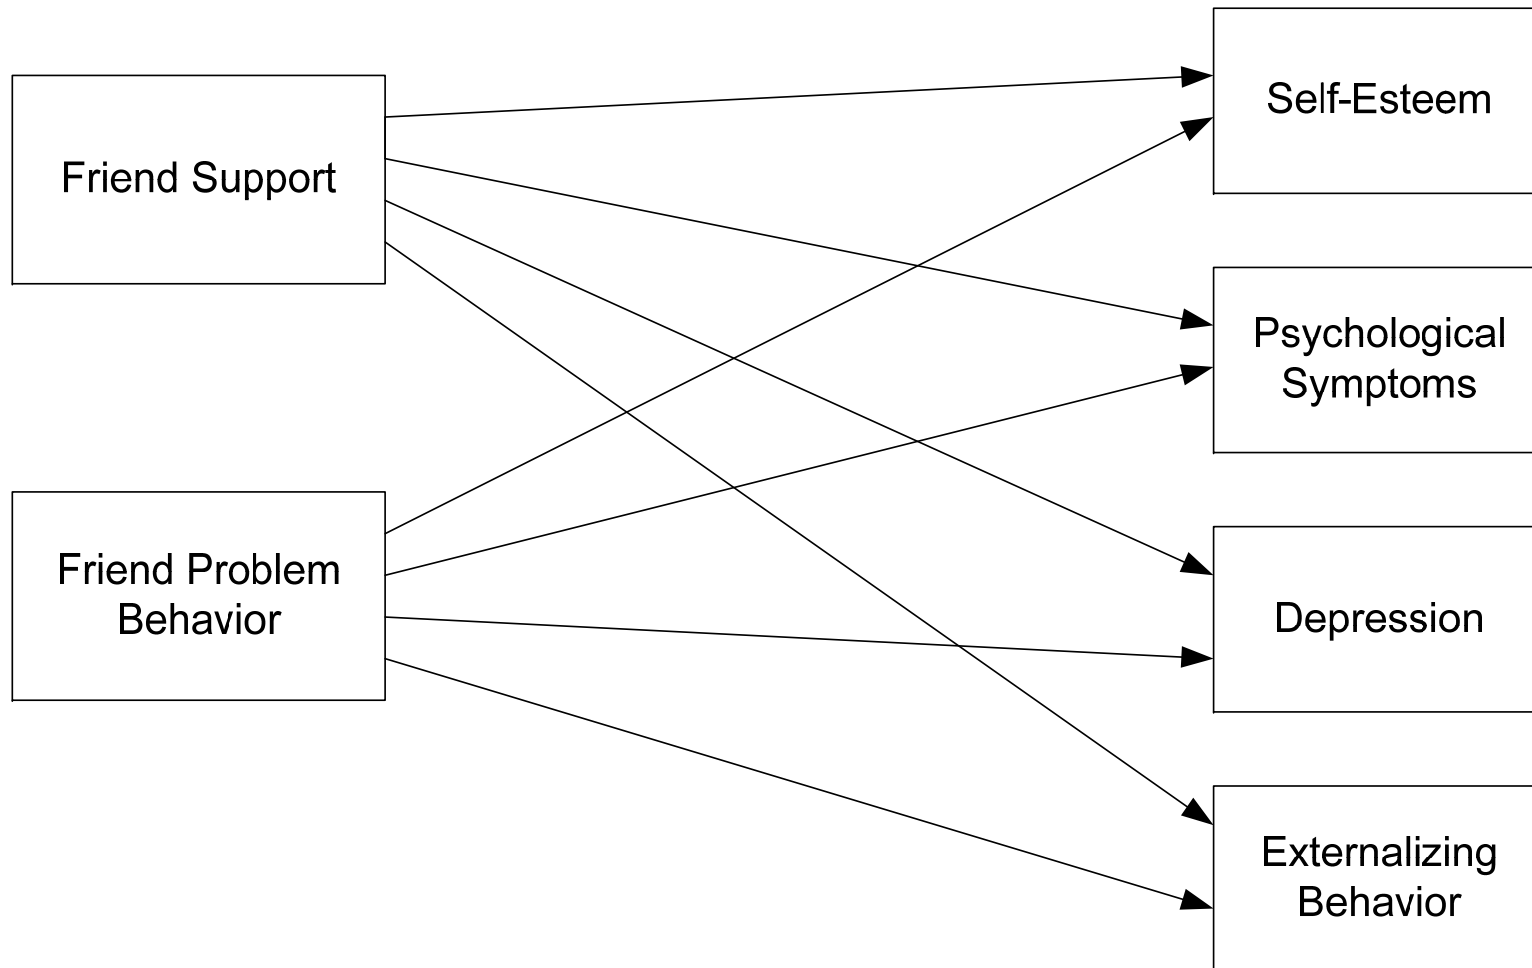 Friend Support
Friend Problem
Behavior
Self-Esteem
Psychological
Symptoms
Depression
Externalizing
Behavior